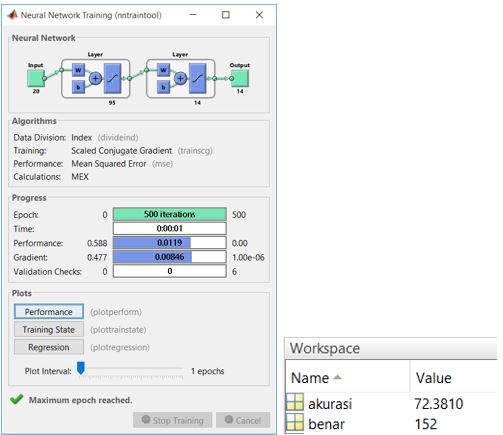 Neural Network Training (nntraintool)
Neural Network
Layer Layer
Input Output
W W
b b
20 14
95 14
Algorithms
Data Division: Index (divideind)
Training: Scaled Conjugate Gradient (trainscg)
Performance: Mean Squared Error (mse)
Calculations: MEX
Progress
Epoch: 0 500 iterations 500
Time: 0:00:01
Performance: 0.588 0.0119 0.00
Gradient: 0.477 0.00846 1.00e-06
Validation Checks: 0 0 6
Plots
Performance (plotperform)
Training State (plottrainstate)
Regression (plotregression)
Plot Interval: 1 epochs
Maximum epoch reached.
Stop Training Cancel
Workspace
Name Value
akurasi 72.3810
benar 152